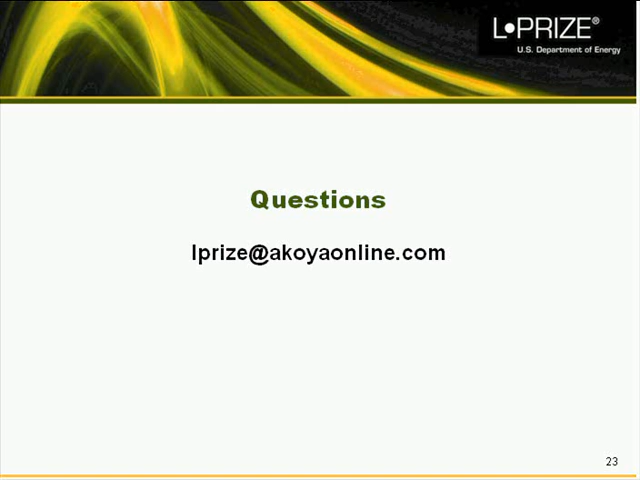 L•PRIZE®
U.S. Department of Energy
Questions
lprize@akoyaonline.com
23